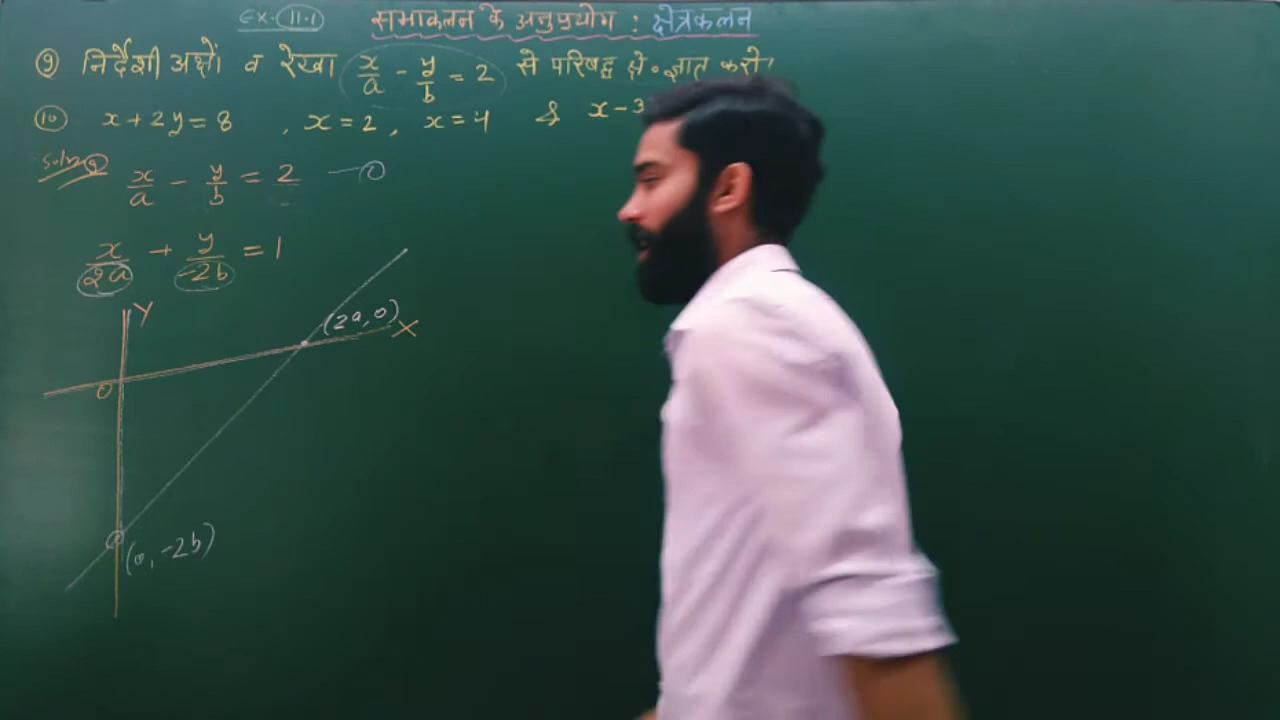 Ex. 11.1 समाकलन के अनुप्रयोग : क्षेत्रकलन
9 निर्देशी अक्षों व रेखा x/a - y/b = 2 से परिबद्ध क्षे॰ ज्ञात करो।
10 x + 2y = 8 , x = 2 , x = 4 & x - 3
Soln 9
x/a - y/b = 2 — 1
x/2a + y/-2b = 1
Y
(2a, 0) X
O
(0, -2b)